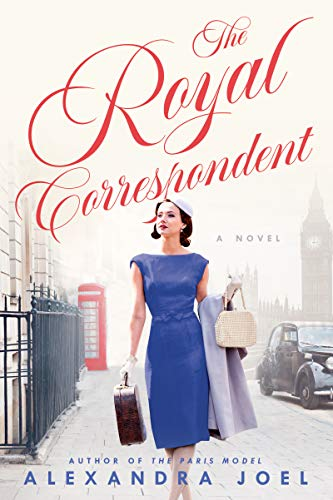 The
Royal
Correspondent
A NOVEL
AUTHOR OF THE PARIS MODEL
ALEXANDRA JOEL